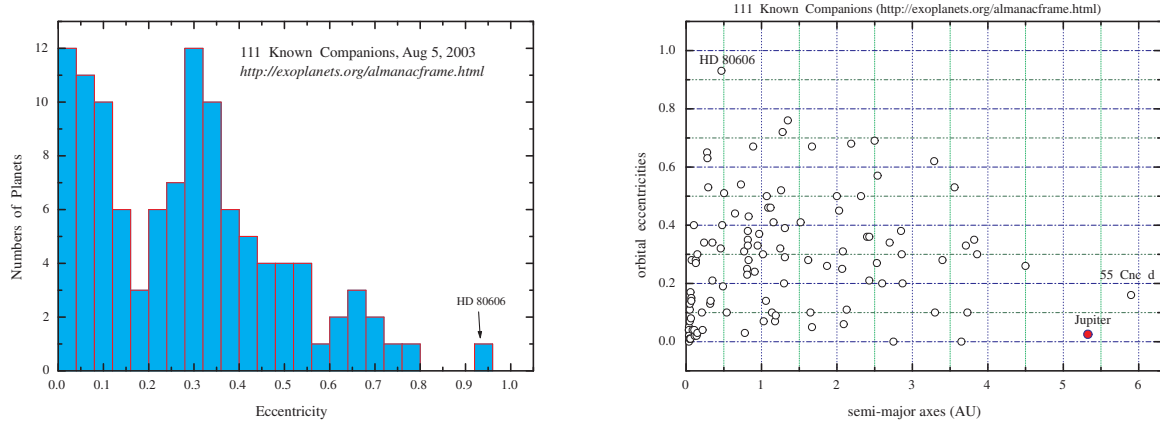 111 Known Companions, Aug 5, 2003
http://exoplanets.org/almanacframe.html
12
10
8
6
4
2
0
Numbers of Planets
HD 80606
0.0 0.1 0.2 0.3 0.4 0.5 0.6 0.7 0.8 0.9 1.0
Eccentricity
111 Known Companions (http://exoplanets.org/almanacframe.html)
1.0
0.8
0.6
0.4
0.2
0.0
orbital eccentricities
HD 80606
55 Cnc d
Jupiter
0 1 2 3 4 5 6
semi-major axes (AU)